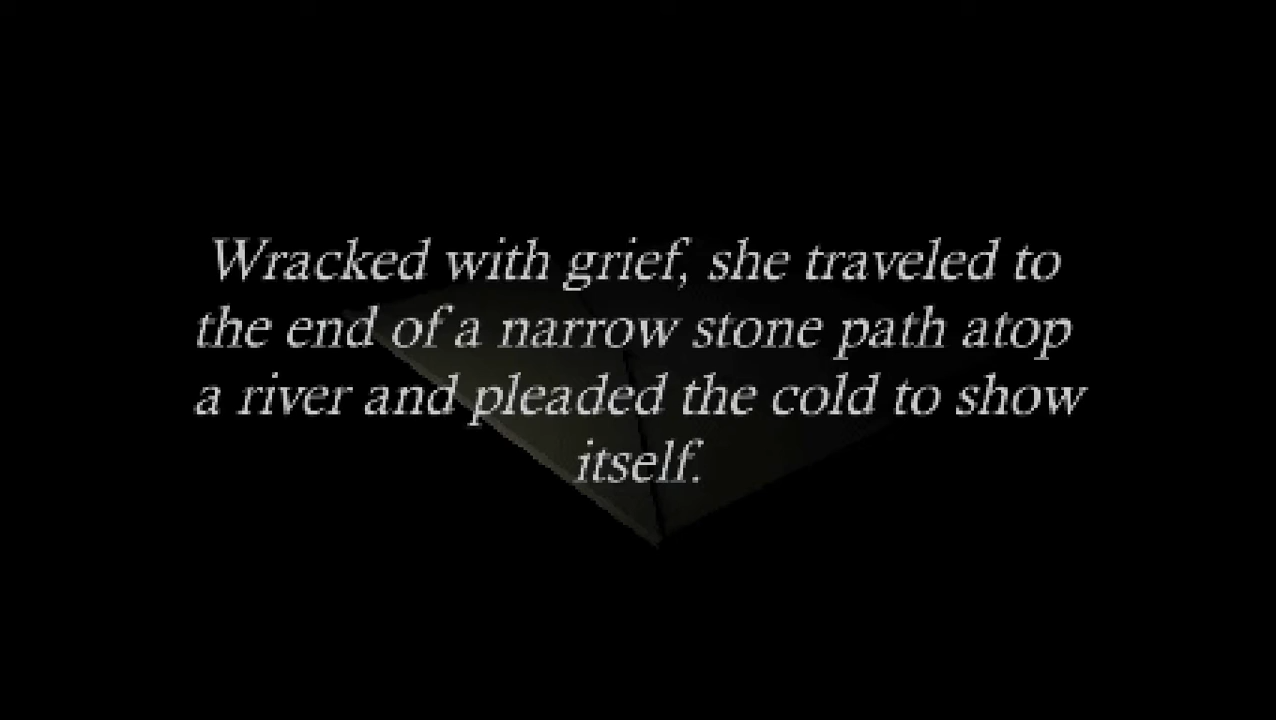 Wracked with grief, she traveled to
the end of a narrow stone path atop
a river and pleaded the cold to show
itself.